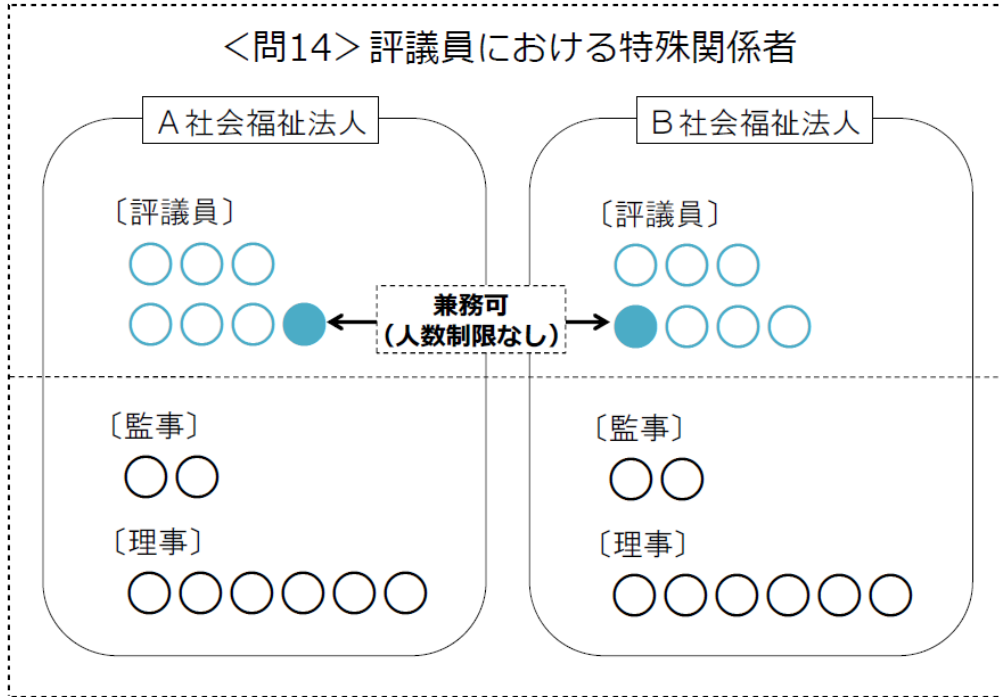 <問14>評議員における特殊関係者
A社会福祉法人
B社会福祉法人
〔評議員〕
〔評議員〕
兼務可
(人数制限なし)
〔監事〕
〔監事〕
〔理事〕
〔理事〕